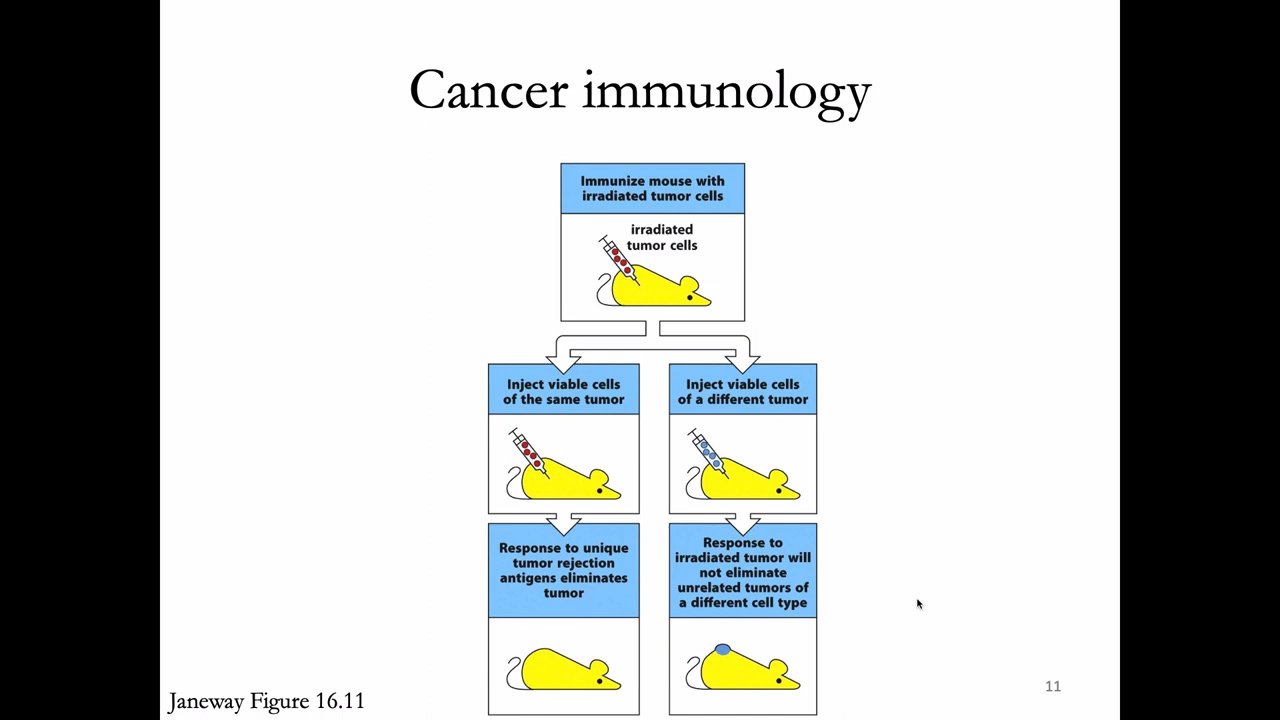 Cancer immunology
Immunize mouse with
irradiated tumor cells
irradiated
tumor cells
Inject viable cells
of the same tumor
Inject viable cells
of a different tumor
Response to unique
tumor rejection
antigens eliminates
tumor
Response to
irradiated tumor will
not eliminate
unrelated tumors of
a different cell type
Janeway Figure 16.11
11